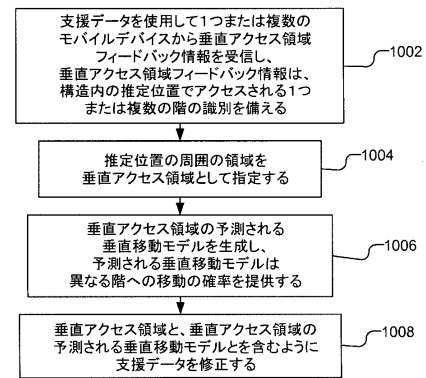 支援データを使用して1つまたは複数の
モバイルデバイスから垂直アクセス領域
フィードバック情報を受信し、
垂直アクセス領域フィードバック情報は、
構造内の推定位置でアクセスされる1つ
または複数の階の識別を備える
1002
推定位置の周囲の領域を
垂直アクセス領域として指定する
1004
垂直アクセス領域の予測される
垂直移動モデルを生成し、
予測される垂直移動モデルは
異なる階への移動の確率を提供する
1006
垂直アクセス領域と、垂直アクセス領域の
予測される垂直移動モデルとを含むように
支援データを修正する
1008